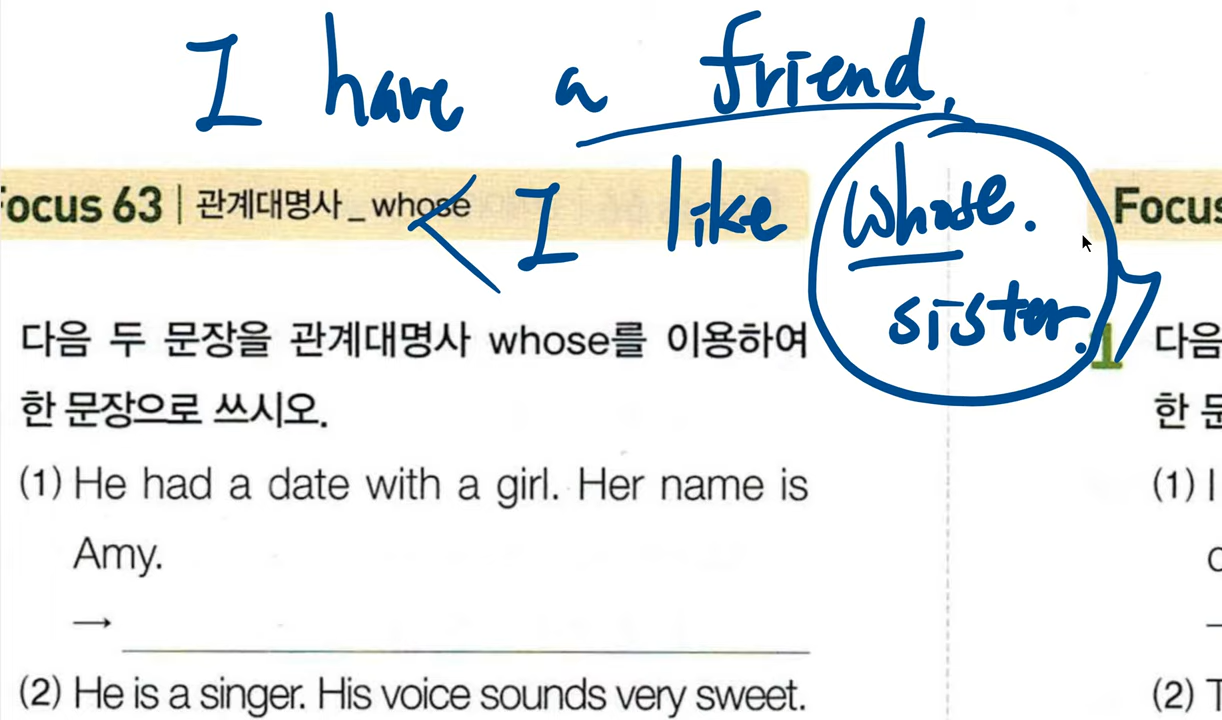 I have a friend.
ocus 63 | 관계대명사 _ whose
I like whose.
sister.
Focus
다음 두 문장을 관계대명사 whose를 이용하여
한 문장으로 쓰시오.
(1) He had a date with a girl. Her name is
Amy.
→
(2) He is a singer. His voice sounds very sweet.
1 다음
한 문
(1) I
(2) T